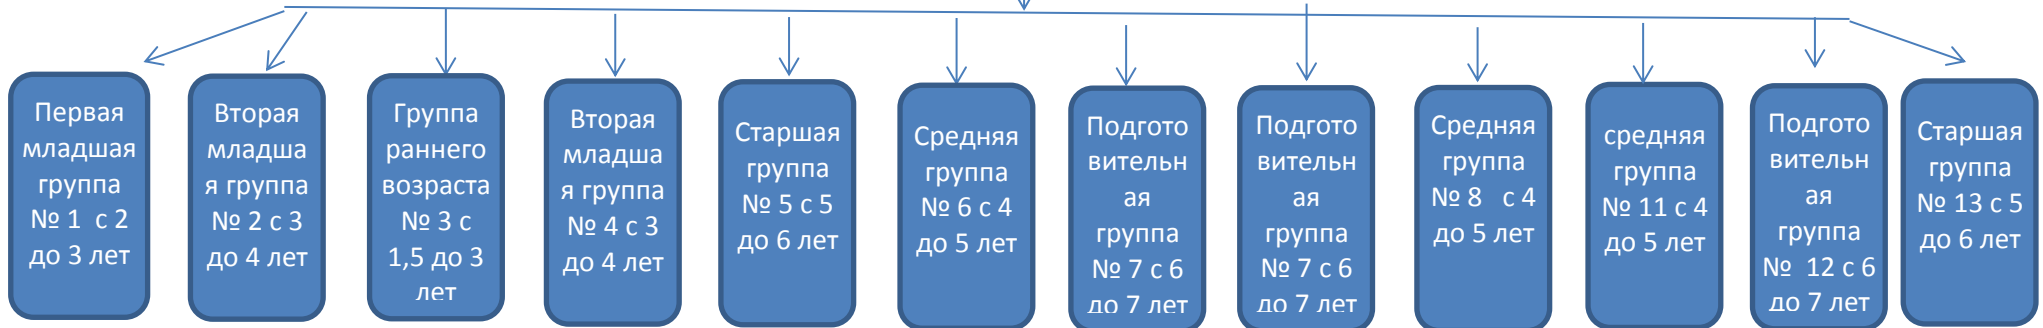 Первая
младшая
группа
№ 1 с 2
до 3 лет
Вторая
младша
я группа
№ 2 с 3
до 4 лет
Группа
раннего
возраста
№ 3 с
1,5 до 3
лет
Вторая
младша
я группа
№ 4 с 3
до 4 лет
Старшая
группа
№ 5 с 5
до 6 лет
Средняя
группа
№ 6 с 4
до 5 лет
Подгото
вительн
ая
группа
№ 7 с 6
до 7 лет
Подгото
вительн
ая
группа
№ 7 с 6
до 7 лет
Средняя
группа
№ 8 с 4
до 5 лет
средняя
группа
№ 11 с 4
до 5 лет
Подгото
вительн
ая
группа
№ 12 с 6
до 7 лет
Старшая
группа
№ 13 с 5
до 6 лет